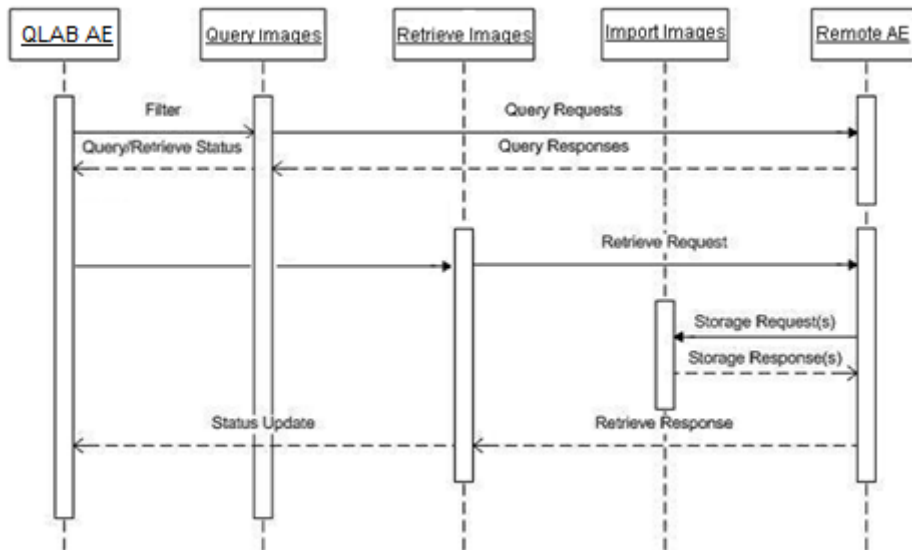 QLAB AE
Query Images
Retrieve Images
Import Images
Remote AE
Filter
Query Requests
Query/Retrieve Status
Query Responses
Retrieve Request
Storage Request(s)
Storage Response(s)
Status Update
Retrieve Response